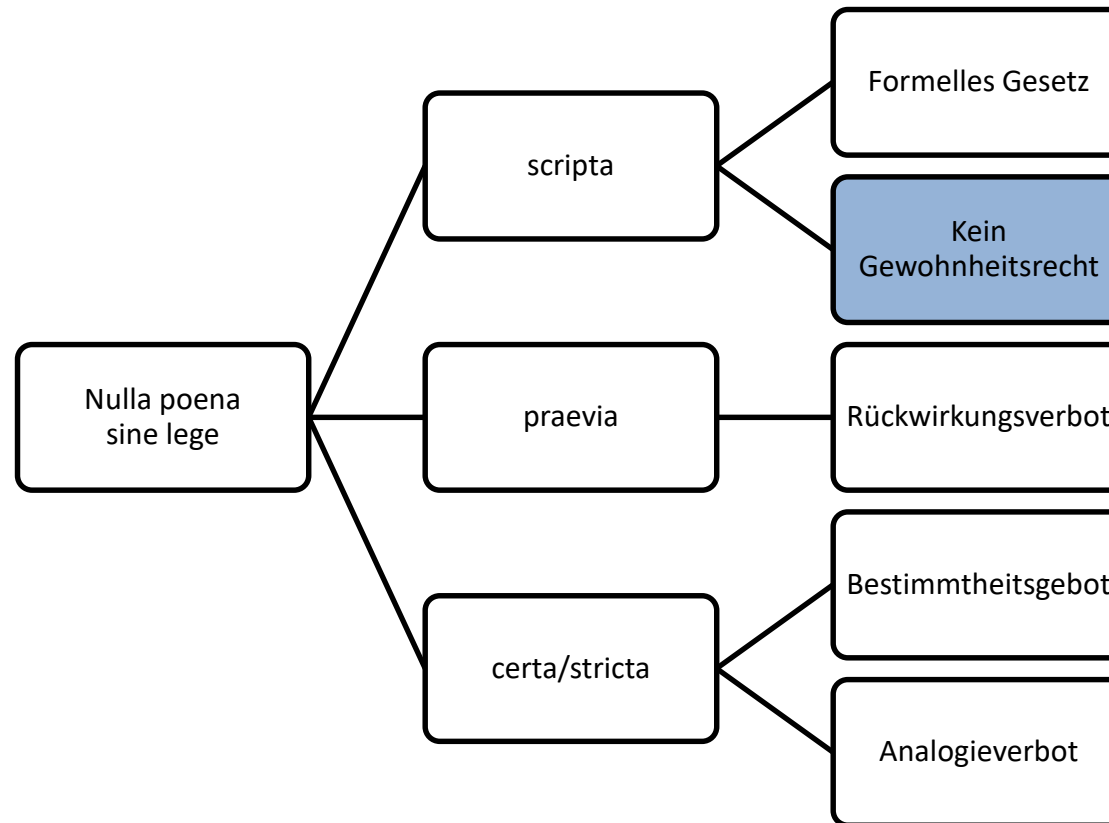 Formelles Gesetz
scripta
Kein
Gewohnheitsrecht
Nulla poena
sine lege
praevia
Rückwirkungsverbot
Bestimmtheitsgebot
certa/stricta
Analogieverbot